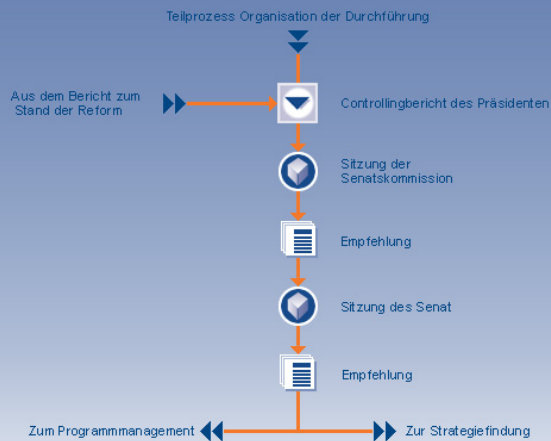 Teilprozess Organisation der Durchführung
Aus dem Bericht zum
Stand der Reform
Controllingbericht des Präsidenten
Sitzung der
Senatskommission
Empfehlung
Sitzung des Senat
Empfehlung
Zum Programmmanagement
Zur Strategiefindung